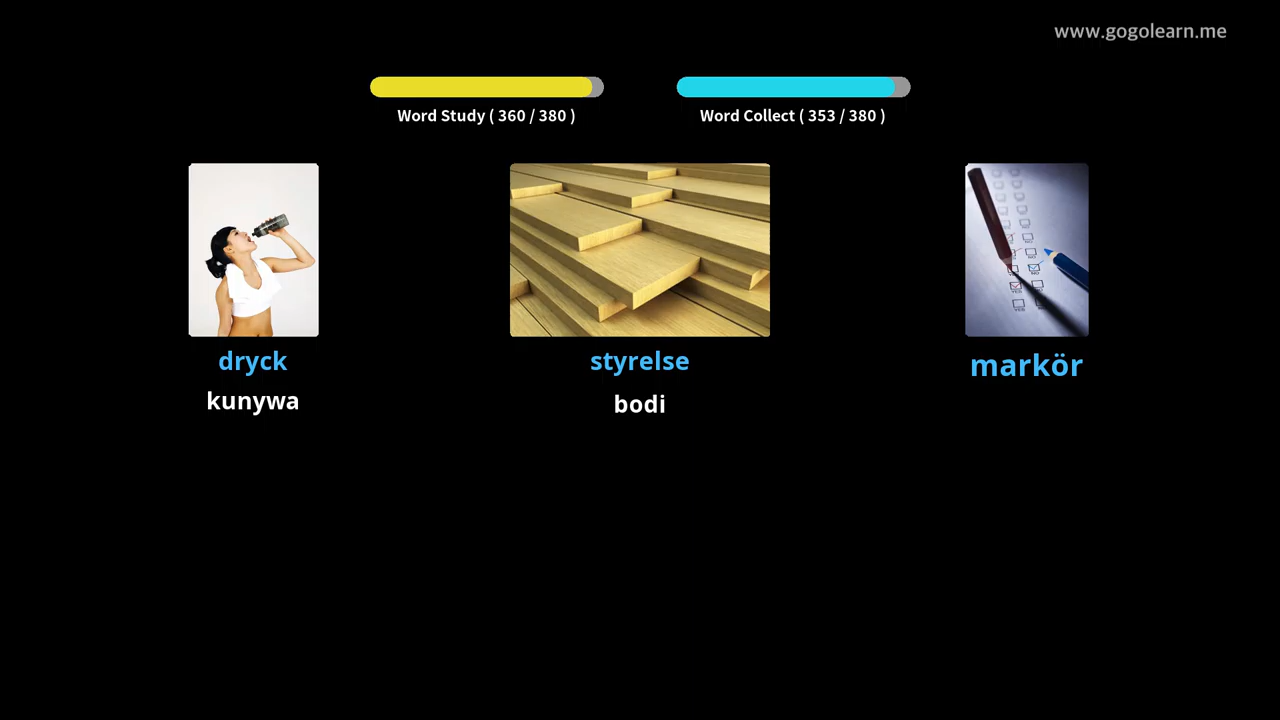 www.gogolearn.me
Word Study ( 360 / 380 )
Word Collect ( 353 / 380 )
dryck
styrelse
markör
kunywa
bodi